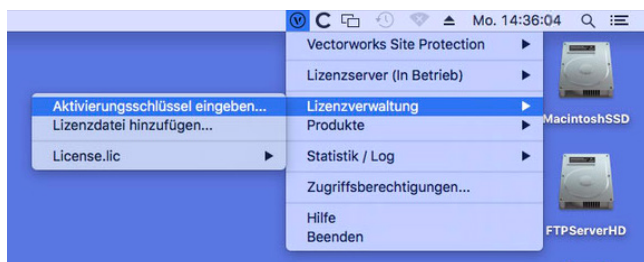 Mo. 14:36:04
Vectorworks Site Protection
Lizenzserver (In Betrieb)
Lizenzverwaltung
Produkte
Statistik / Log
Zugriffsberechtigungen...
Hilfe
Beenden
Aktivierungsschlüssel eingeben...
Lizenzdatei hinzufügen...
License.lic
MacintoshSSD
FTPServerHD